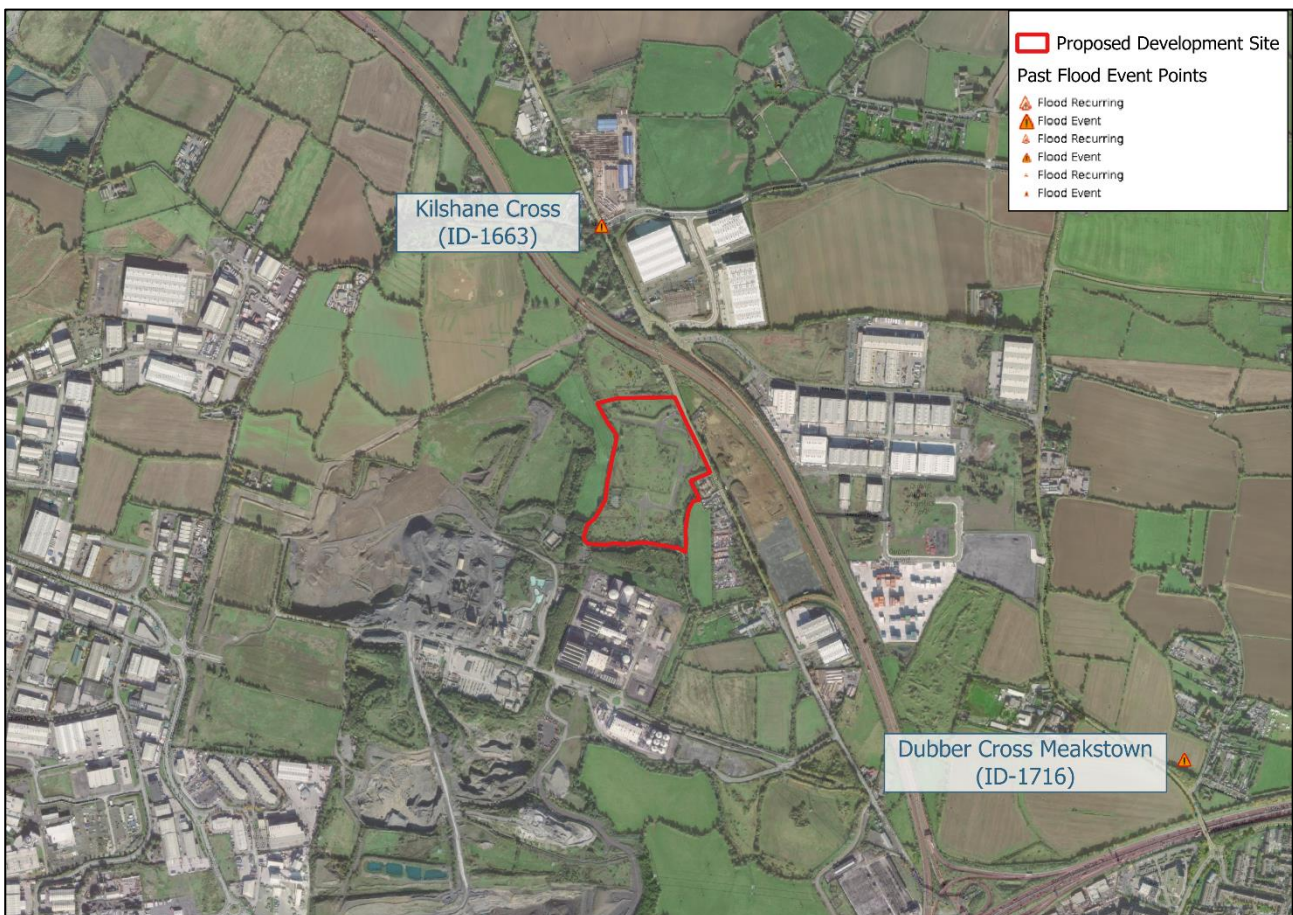 Proposed Development Site
Past Flood Event Points
Flood Recurring
Flood Event
Flood Recurring
Flood Event
Flood Recurring
Flood Event
Kilshane Cross
(ID-1663)
Dubber Cross Meakstown
(ID-1716)